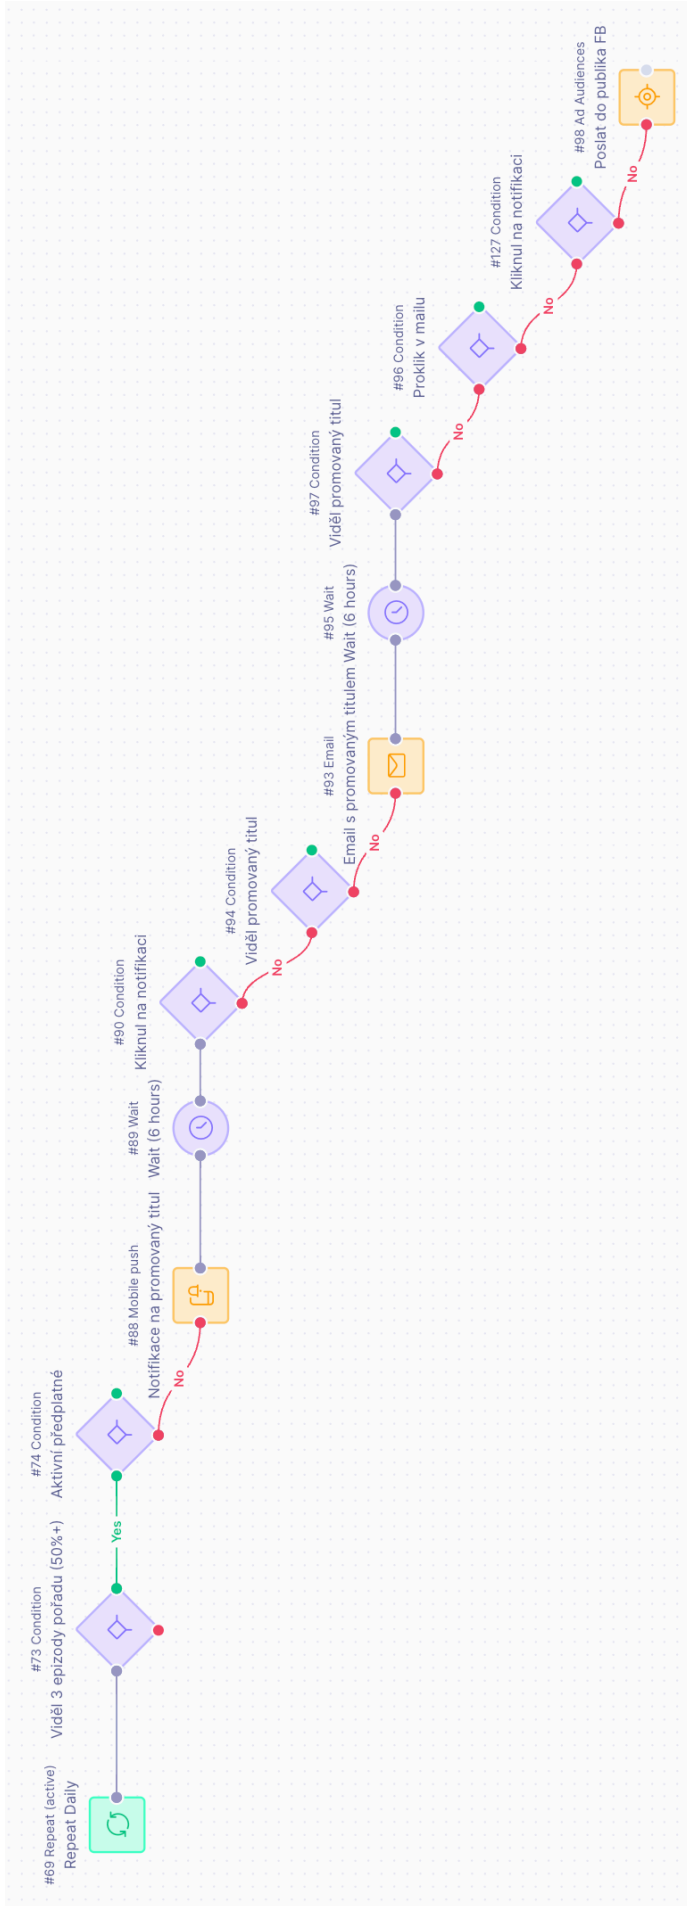 #69 Repeat (active)
Repeat Daily
#73 Condition
Viděl 3 epizody pořadu (50%+)
Yes
#74 Condition
Aktivní předplatné
No
#88 Mobile push
Notifikace na promovaný titul
#89 Wait
Wait (6 hours)
#90 Condition
Kliknul na notifikaci
No
#94 Condition
Viděl promovaný titul
No
#93 Email
Email s promovaným titulem
#95 Wait
Wait (6 hours)
#97 Condition
Viděl promovaný titul
No
#96 Condition
Proklik v mailu
No
#127 Condition
Kliknul na notifikaci
No
#98 Ad Audiences
Poslat do publika FB